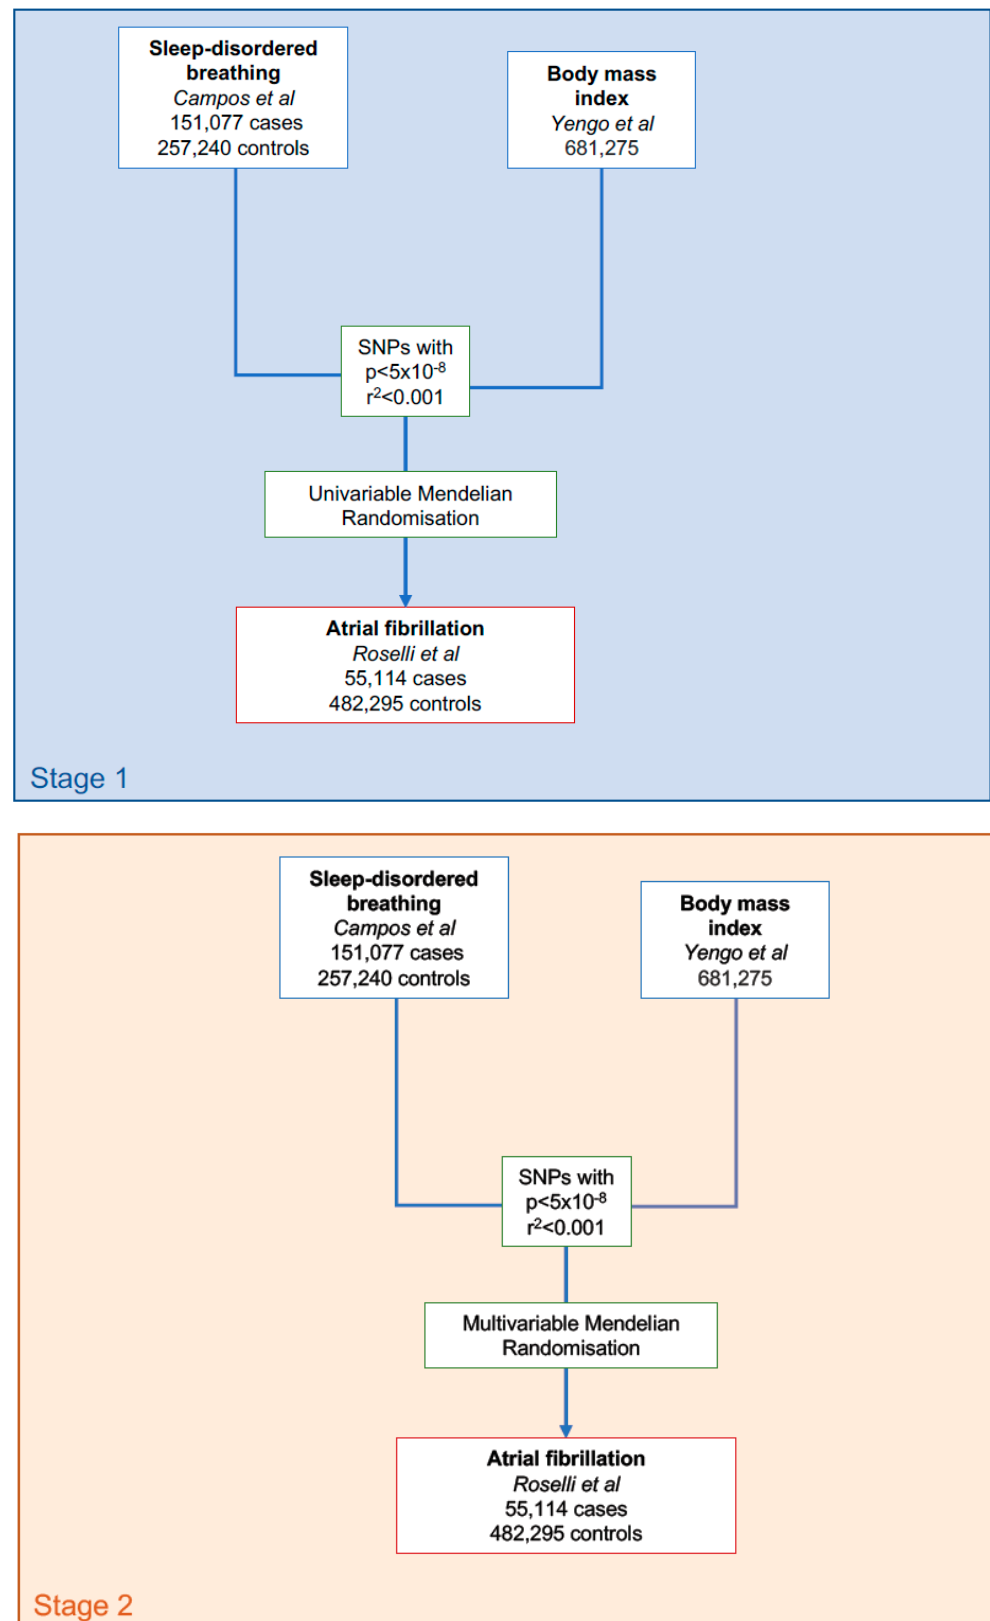 Sleep-disordered
breathing
Campos et al
151,077 cases
257,240 controls
Body mass
index
Yengo et al
681,275
SNPs with
p<5x10⁻⁸
r²<0.001
Univariable Mendelian
Randomisation
Atrial fibrillation
Roselli et al
55,114 cases
482,295 controls
Stage 1
Sleep-disordered
breathing
Campos et al
151,077 cases
257,240 controls
Body mass
index
Yengo et al
681,275
SNPs with
p<5x10⁻⁸
r²<0.001
Multivariable Mendelian
Randomisation
Atrial fibrillation
Roselli et al
55,114 cases
482,295 controls
Stage 2